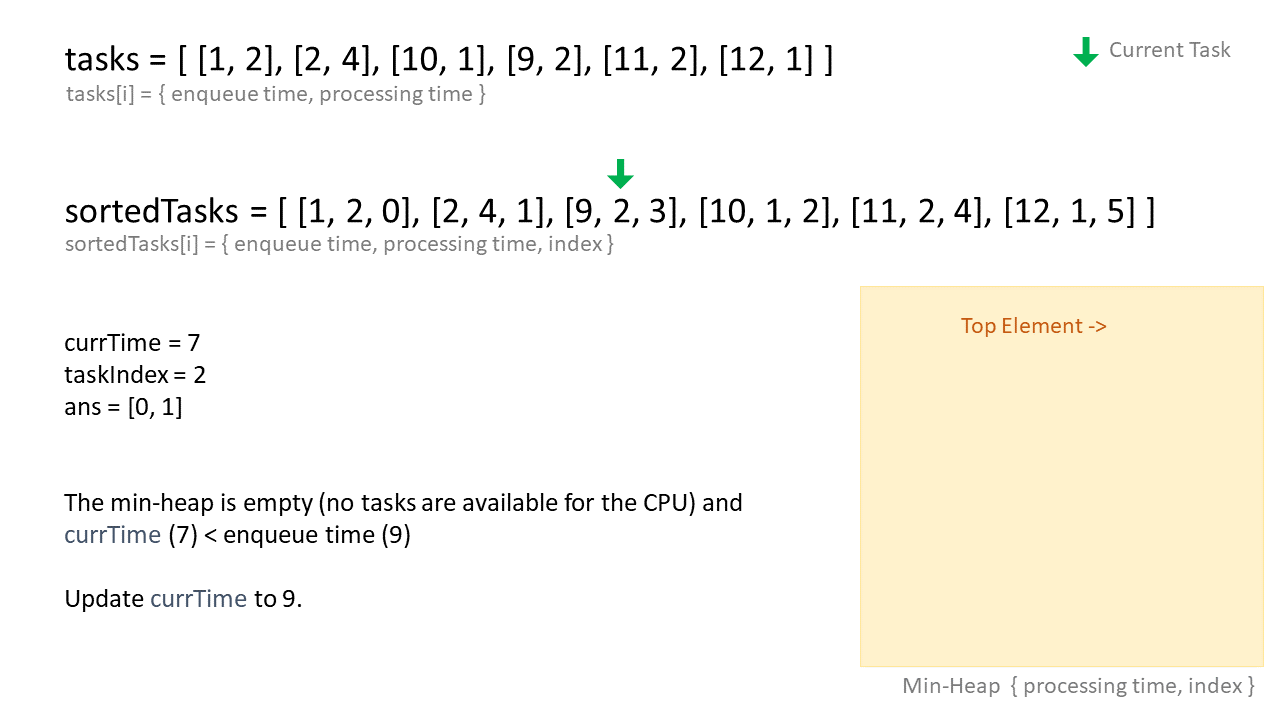 tasks = [ [1, 2], [2, 4], [10, 1], [9, 2], [11, 2], [12, 1] ]
Current Task
tasks[i] = { enqueue time, processing time }
sortedTasks = [ [1, 2, 0], [2, 4, 1], [9, 2, 3], [10, 1, 2], [11, 2, 4], [12, 1, 5] ]
sortedTasks[i] = { enqueue time, processing time, index }
Top Element ->
currTime = 7
taskIndex = 2
ans = [0, 1]
The min-heap is empty (no tasks are available for the CPU) and
currTime (7) < enqueue time (9)
Update currTime to 9.
Min-Heap { processing time, index }